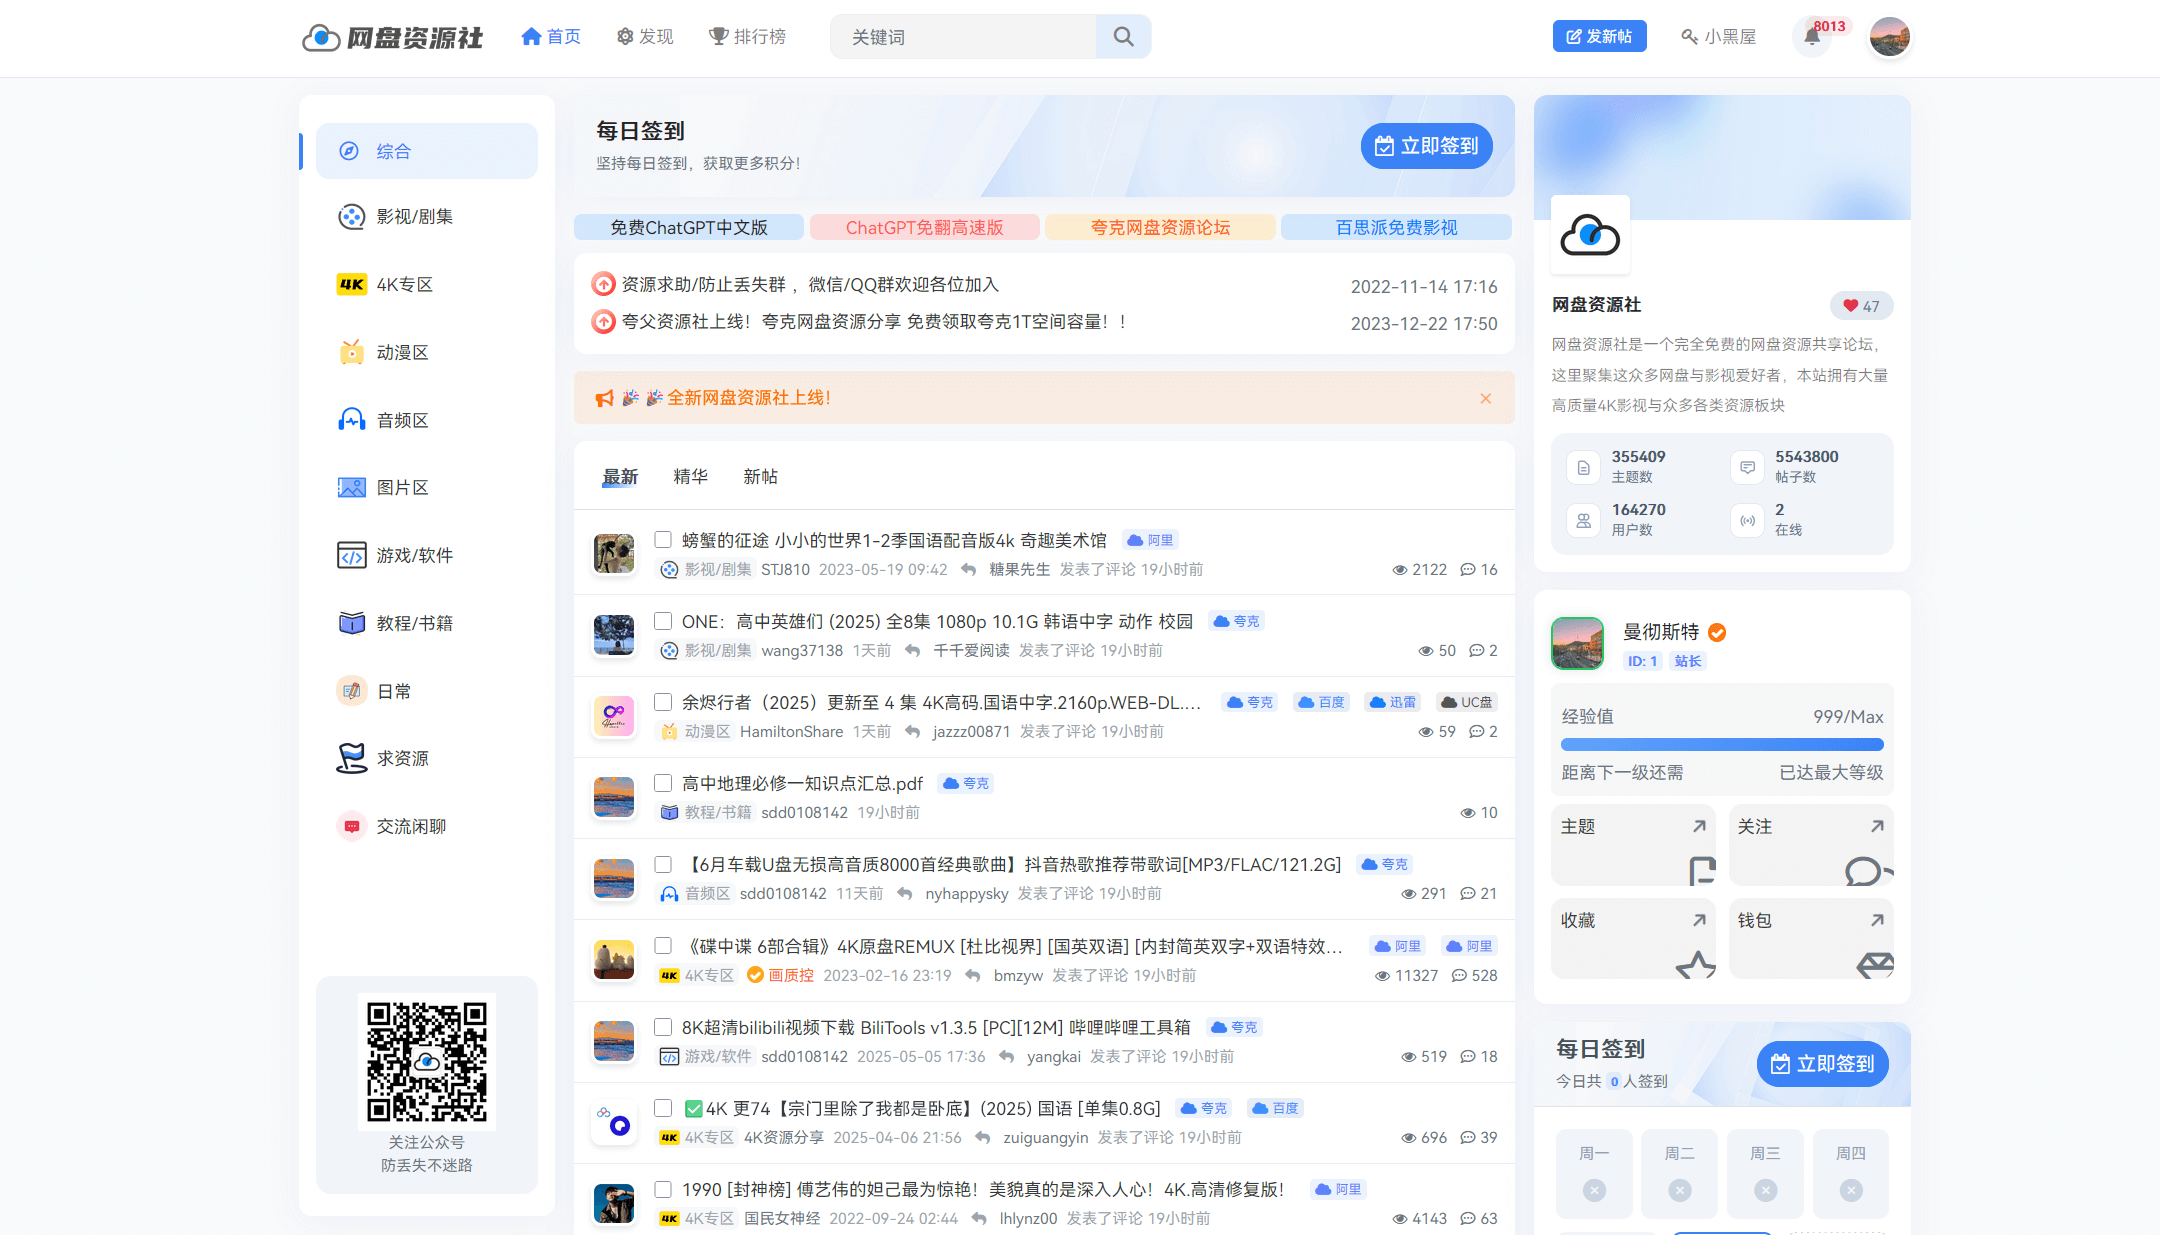 网盘资源社
首页
发现
排行榜
关键词
发新帖
小黑屋
8013
综合
影视/剧集
4K 4K专区
动漫区
音频区
图片区
游戏/软件
教程/书籍
日常
求资源
交流闲聊
关注公众号
防丢失不迷路
每日签到
坚持每日签到，获取更多积分！
立即签到
免费ChatGPT中文版
ChatGPT免翻高速版
夸克网盘资源论坛
百思派免费影视
资源求助/防止丢失群 ，微信/QQ群欢迎各位加入 2022-11-14 17:16
夸父资源社上线！夸克网盘资源分享 免费领取夸克1T空间容量！！ 2023-12-22 17:50
🎉 🎉 全新网盘资源社上线！ ×
最新 精华 新帖
螃蟹的征途 小小的世界1-2季国语配音版4k 奇趣美术馆 阿里
影视/剧集 STJ810 2023-05-19 09:42 糖果先生 发表了评论 19小时前 2122 16
ONE：高中英雄们 (2025) 全8集 1080p 10.1G 韩语中字 动作 校园 夸克
影视/剧集 wang37138 1天前 千千爱阅读 发表了评论 19小时前 50 2
余烬行者（2025）更新至 4 集 4K高码.国语中字.2160p.WEB-DL.... 夸克 百度 迅雷 UC盘
动漫区 HamiltonShare 1天前 jazzz00871 发表了评论 19小时前 59 2
高中地理必修一知识点汇总.pdf 夸克
教程/书籍 sdd0108142 19小时前 10
【6月车载U盘无损高音质8000首经典歌曲】抖音热歌推荐带歌词[MP3/FLAC/121.2G] 夸克
音频区 sdd0108142 11天前 nyhappysky 发表了评论 19小时前 291 21
《碟中谍 6部合辑》4K原盘REMUX [杜比视界] [国英双语] [内封简英双字+双语特效... 阿里 阿里
4K 4K专区 画质控 2023-02-16 23:19 bmzyw 发表了评论 19小时前 11327 528
8K超清bilibili视频下载 BiliTools v1.3.5 [PC][12M] 哔哩哔哩工具箱 夸克
游戏/软件 sdd0108142 2025-05-05 17:36 yangkai 发表了评论 19小时前 519 18
✅4K 更74【宗门里除了我都是卧底】(2025) 国语 [单集0.8G] 夸克 百度
4K 4K专区 4K资源分享 2025-04-06 21:56 zuiguangyin 发表了评论 19小时前 696 39
1990 [封神榜] 傅艺伟的妲己最为惊艳！美貌真的是深入人心！4K.高清修复版！ 阿里
4K 4K专区 国民女神经 2022-09-24 02:44 lhlynz00 发表了评论 19小时前 4143 63
网盘资源社 47
网盘资源社是一个完全免费的网盘资源共享论坛，
这里聚集这众多网盘与影视爱好者，本站拥有大量
高质量4K影视与众多各类资源板块
355409 5543800
主题数 帖子数
164270 2
用户数 在线
曼彻斯特
ID: 1 站长
经验值 999/Max
距离下一级还需 已达最大等级
主题 关注
收藏 钱包
每日签到
今日共 0 人签到
立即签到
周一 周二 周三 周四